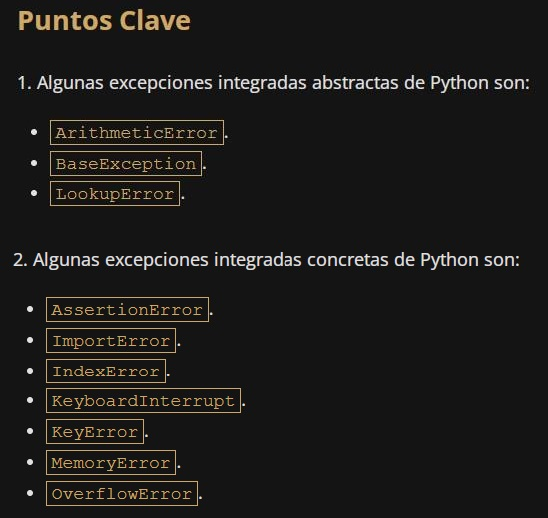 Puntos Clave
1. Algunas excepciones integradas abstractas de Python son:
• ArithmeticError.
• BaseException.
• LookupError.
2. Algunas excepciones integradas concretas de Python son:
• AssertionError.
• ImportError.
• IndexError.
• KeyboardInterrupt.
• KeyError.
• MemoryError.
• OverflowError.